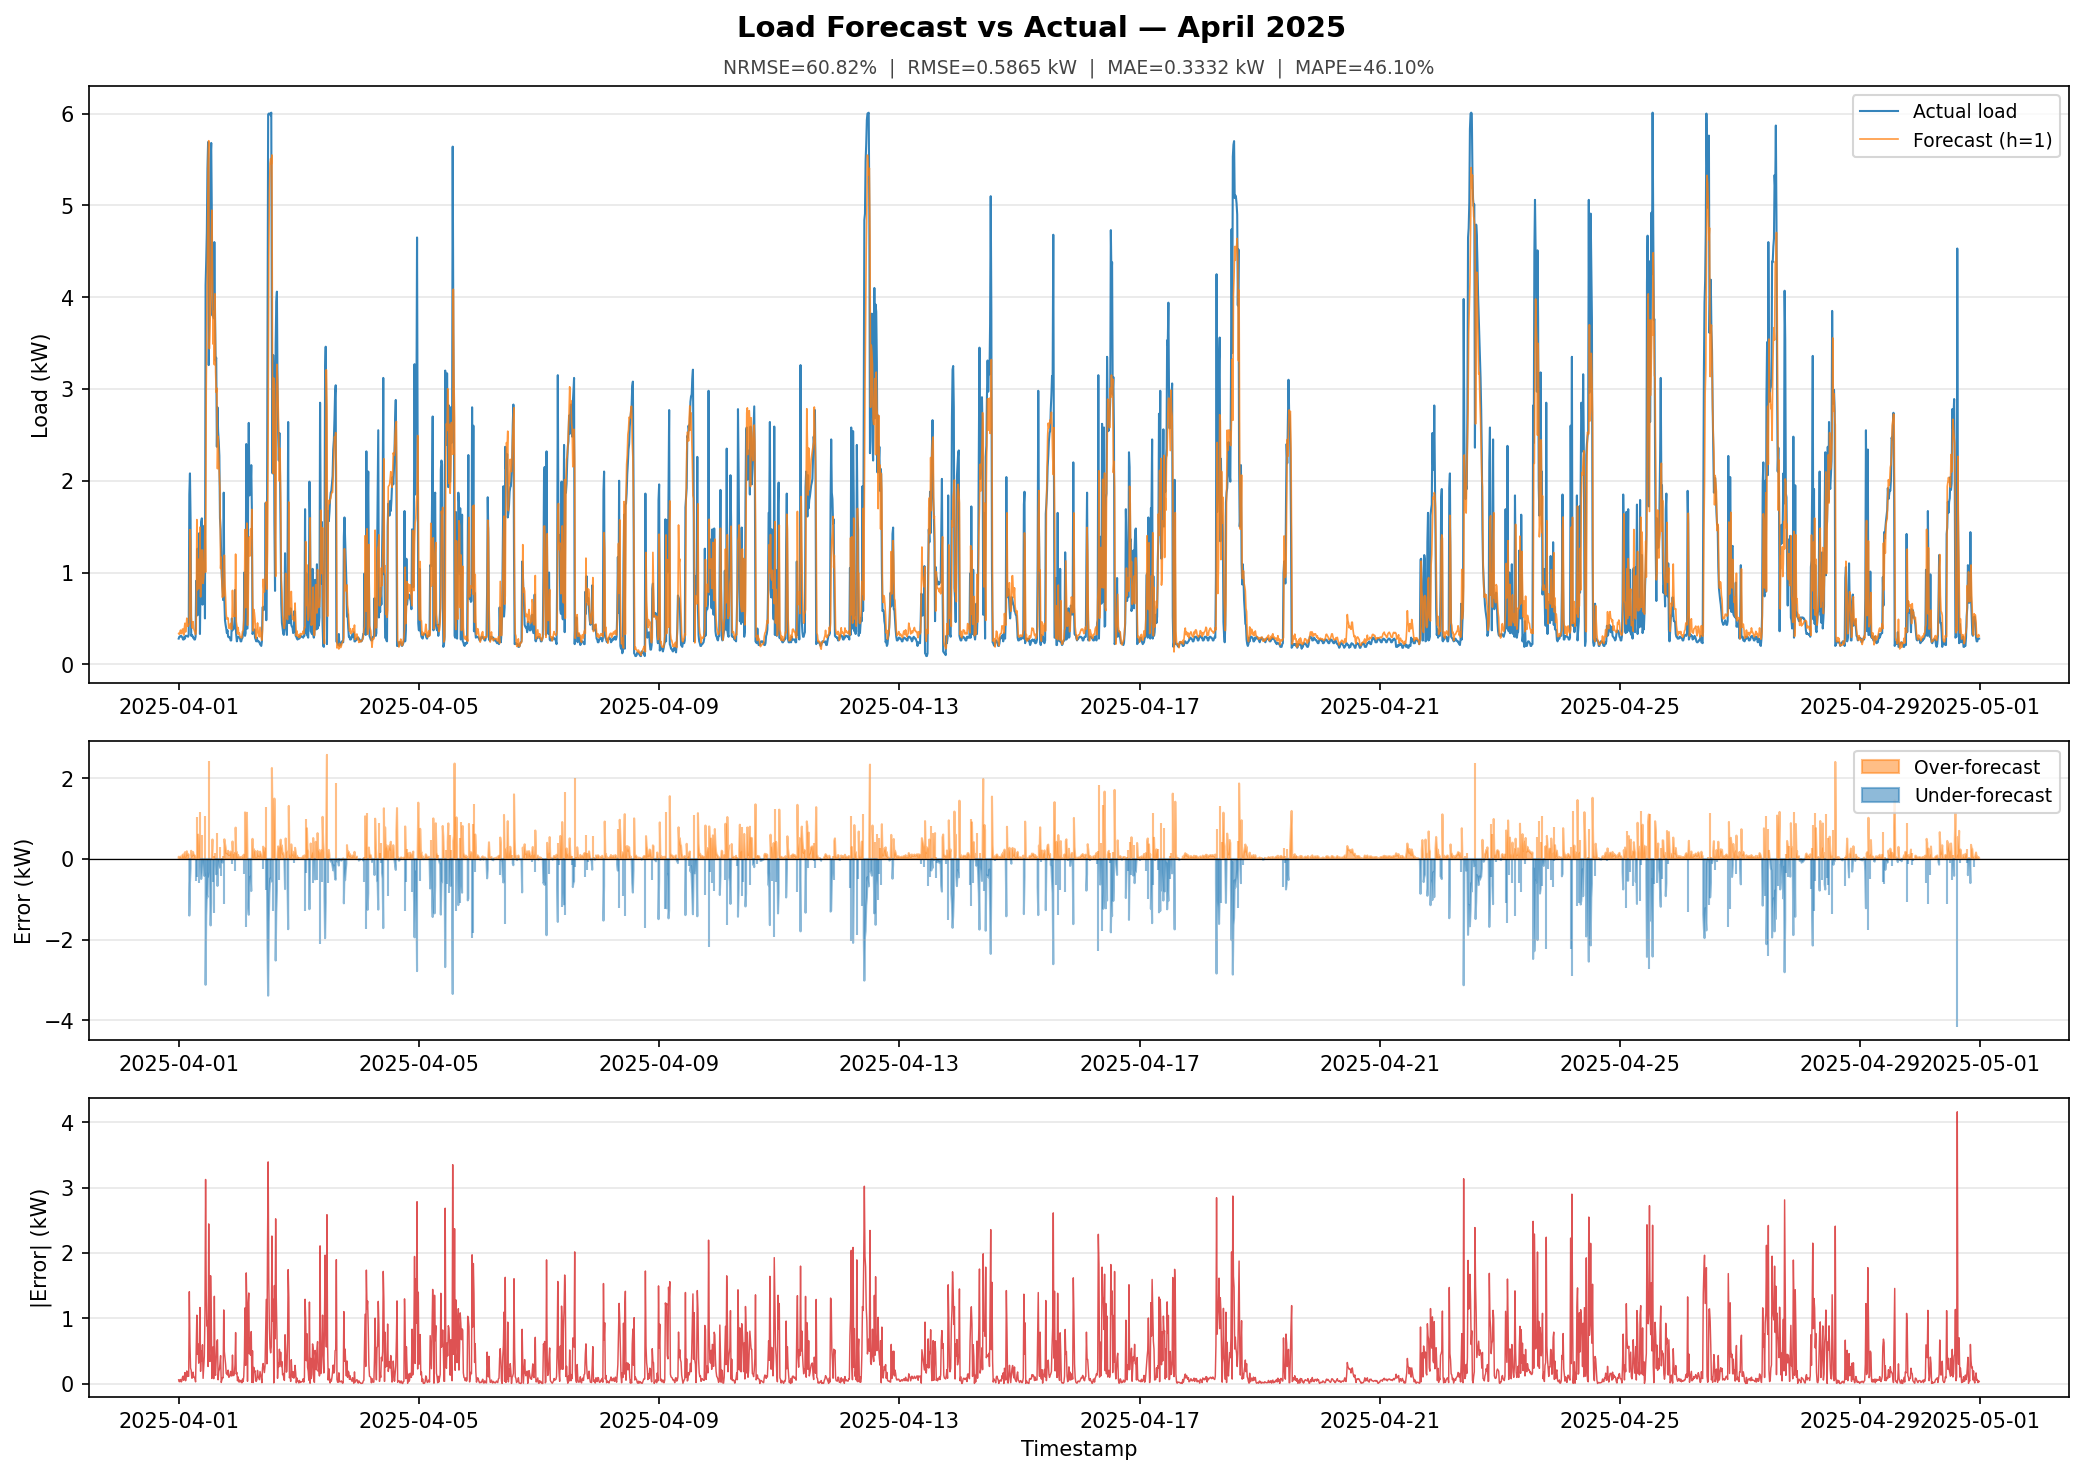 Load Forecast vs Actual — April 2025
NRMSE=60.82% | RMSE=0.5865 kW | MAE=0.3332 kW | MAPE=46.10%
Load (kW)
6
5
4
3
2
1
0
Actual load
Forecast (h=1)
2025-04-01 2025-04-05 2025-04-09 2025-04-13 2025-04-17 2025-04-21 2025-04-25 2025-04-29 2025-05-01
Error (kW)
2
0
−2
−4
Over-forecast
Under-forecast
2025-04-01 2025-04-05 2025-04-09 2025-04-13 2025-04-17 2025-04-21 2025-04-25 2025-04-29 2025-05-01
|Error| (kW)
4
3
2
1
0
2025-04-01 2025-04-05 2025-04-09 2025-04-13 2025-04-17 2025-04-21 2025-04-25 2025-04-29 2025-05-01
Timestamp